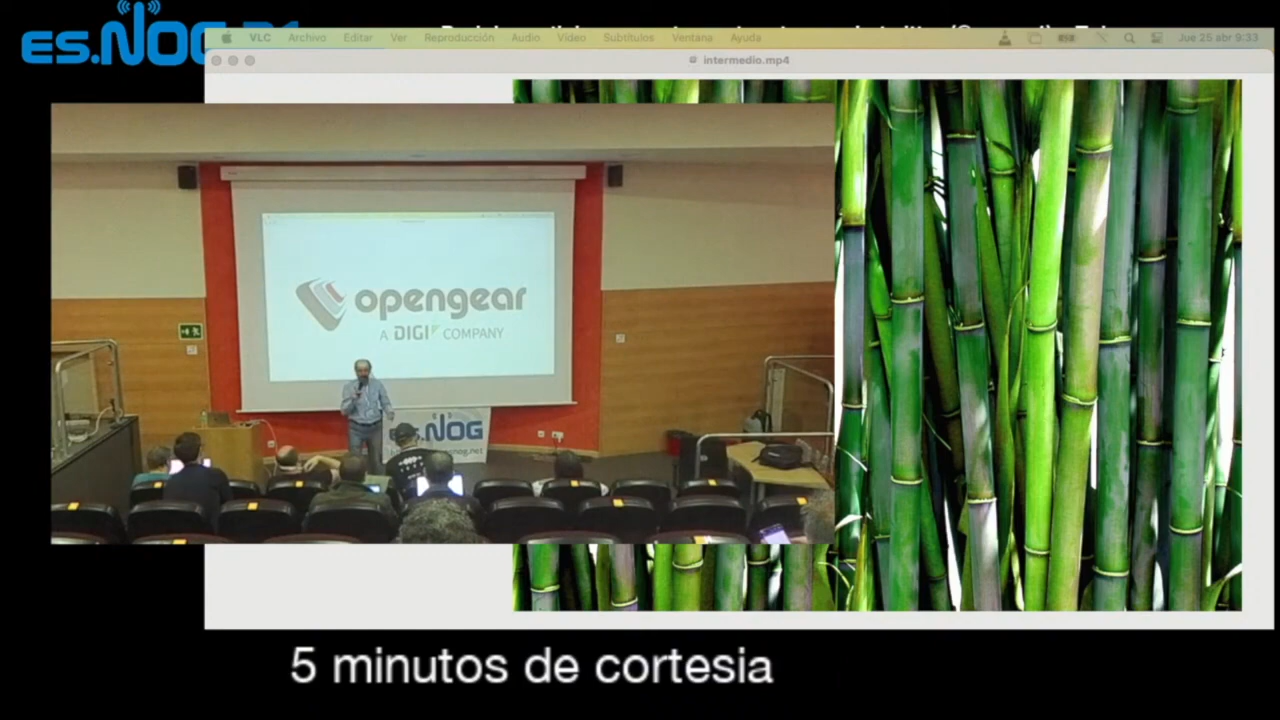 es.NOG
VLC Archivo Editar Ver Reproducción Audio Vídeo Subtítulos Ventana Ayuda Jue 25 abr 9:33
intermedio.mp4
opengear
A DIGI COMPANY
es.NOG
5 minutos de cortesia